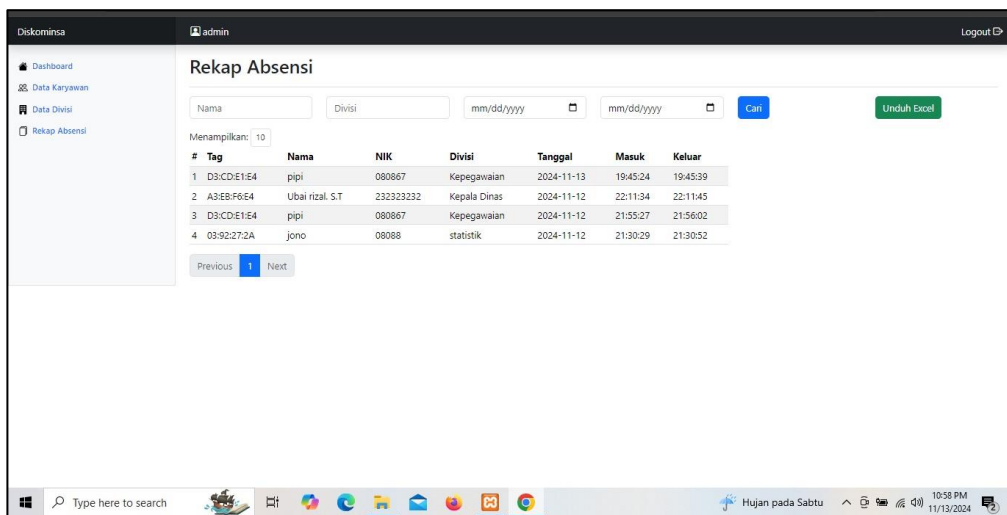 Diskominsa admin Logout
Dashboard
Data Karyawan
Data Divisi
Rekap Absensi
Rekap Absensi
Nama Divisi mm/dd/yyyy mm/dd/yyyy Cari Unduh Excel
Menampilkan: 10
# Tag Nama NIK Divisi Tanggal Masuk Keluar
1 D3:CD:E1:E4 pipi 080867 Kepegawaian 2024-11-13 19:45:24 19:45:39
2 A3:EB:F6:E4 Ubai rizal. S.T 232323232 Kepala Dinas 2024-11-12 22:11:34 22:11:45
3 D3:CD:E1:E4 pipi 080867 Kepegawaian 2024-11-12 21:55:27 21:56:02
4 03:92:27:2A jono 08088 statistik 2024-11-12 21:30:29 21:30:52
Previous 1 Next
Type here to search Hujan pada Sabtu 10:58 PM
11/13/2024 2